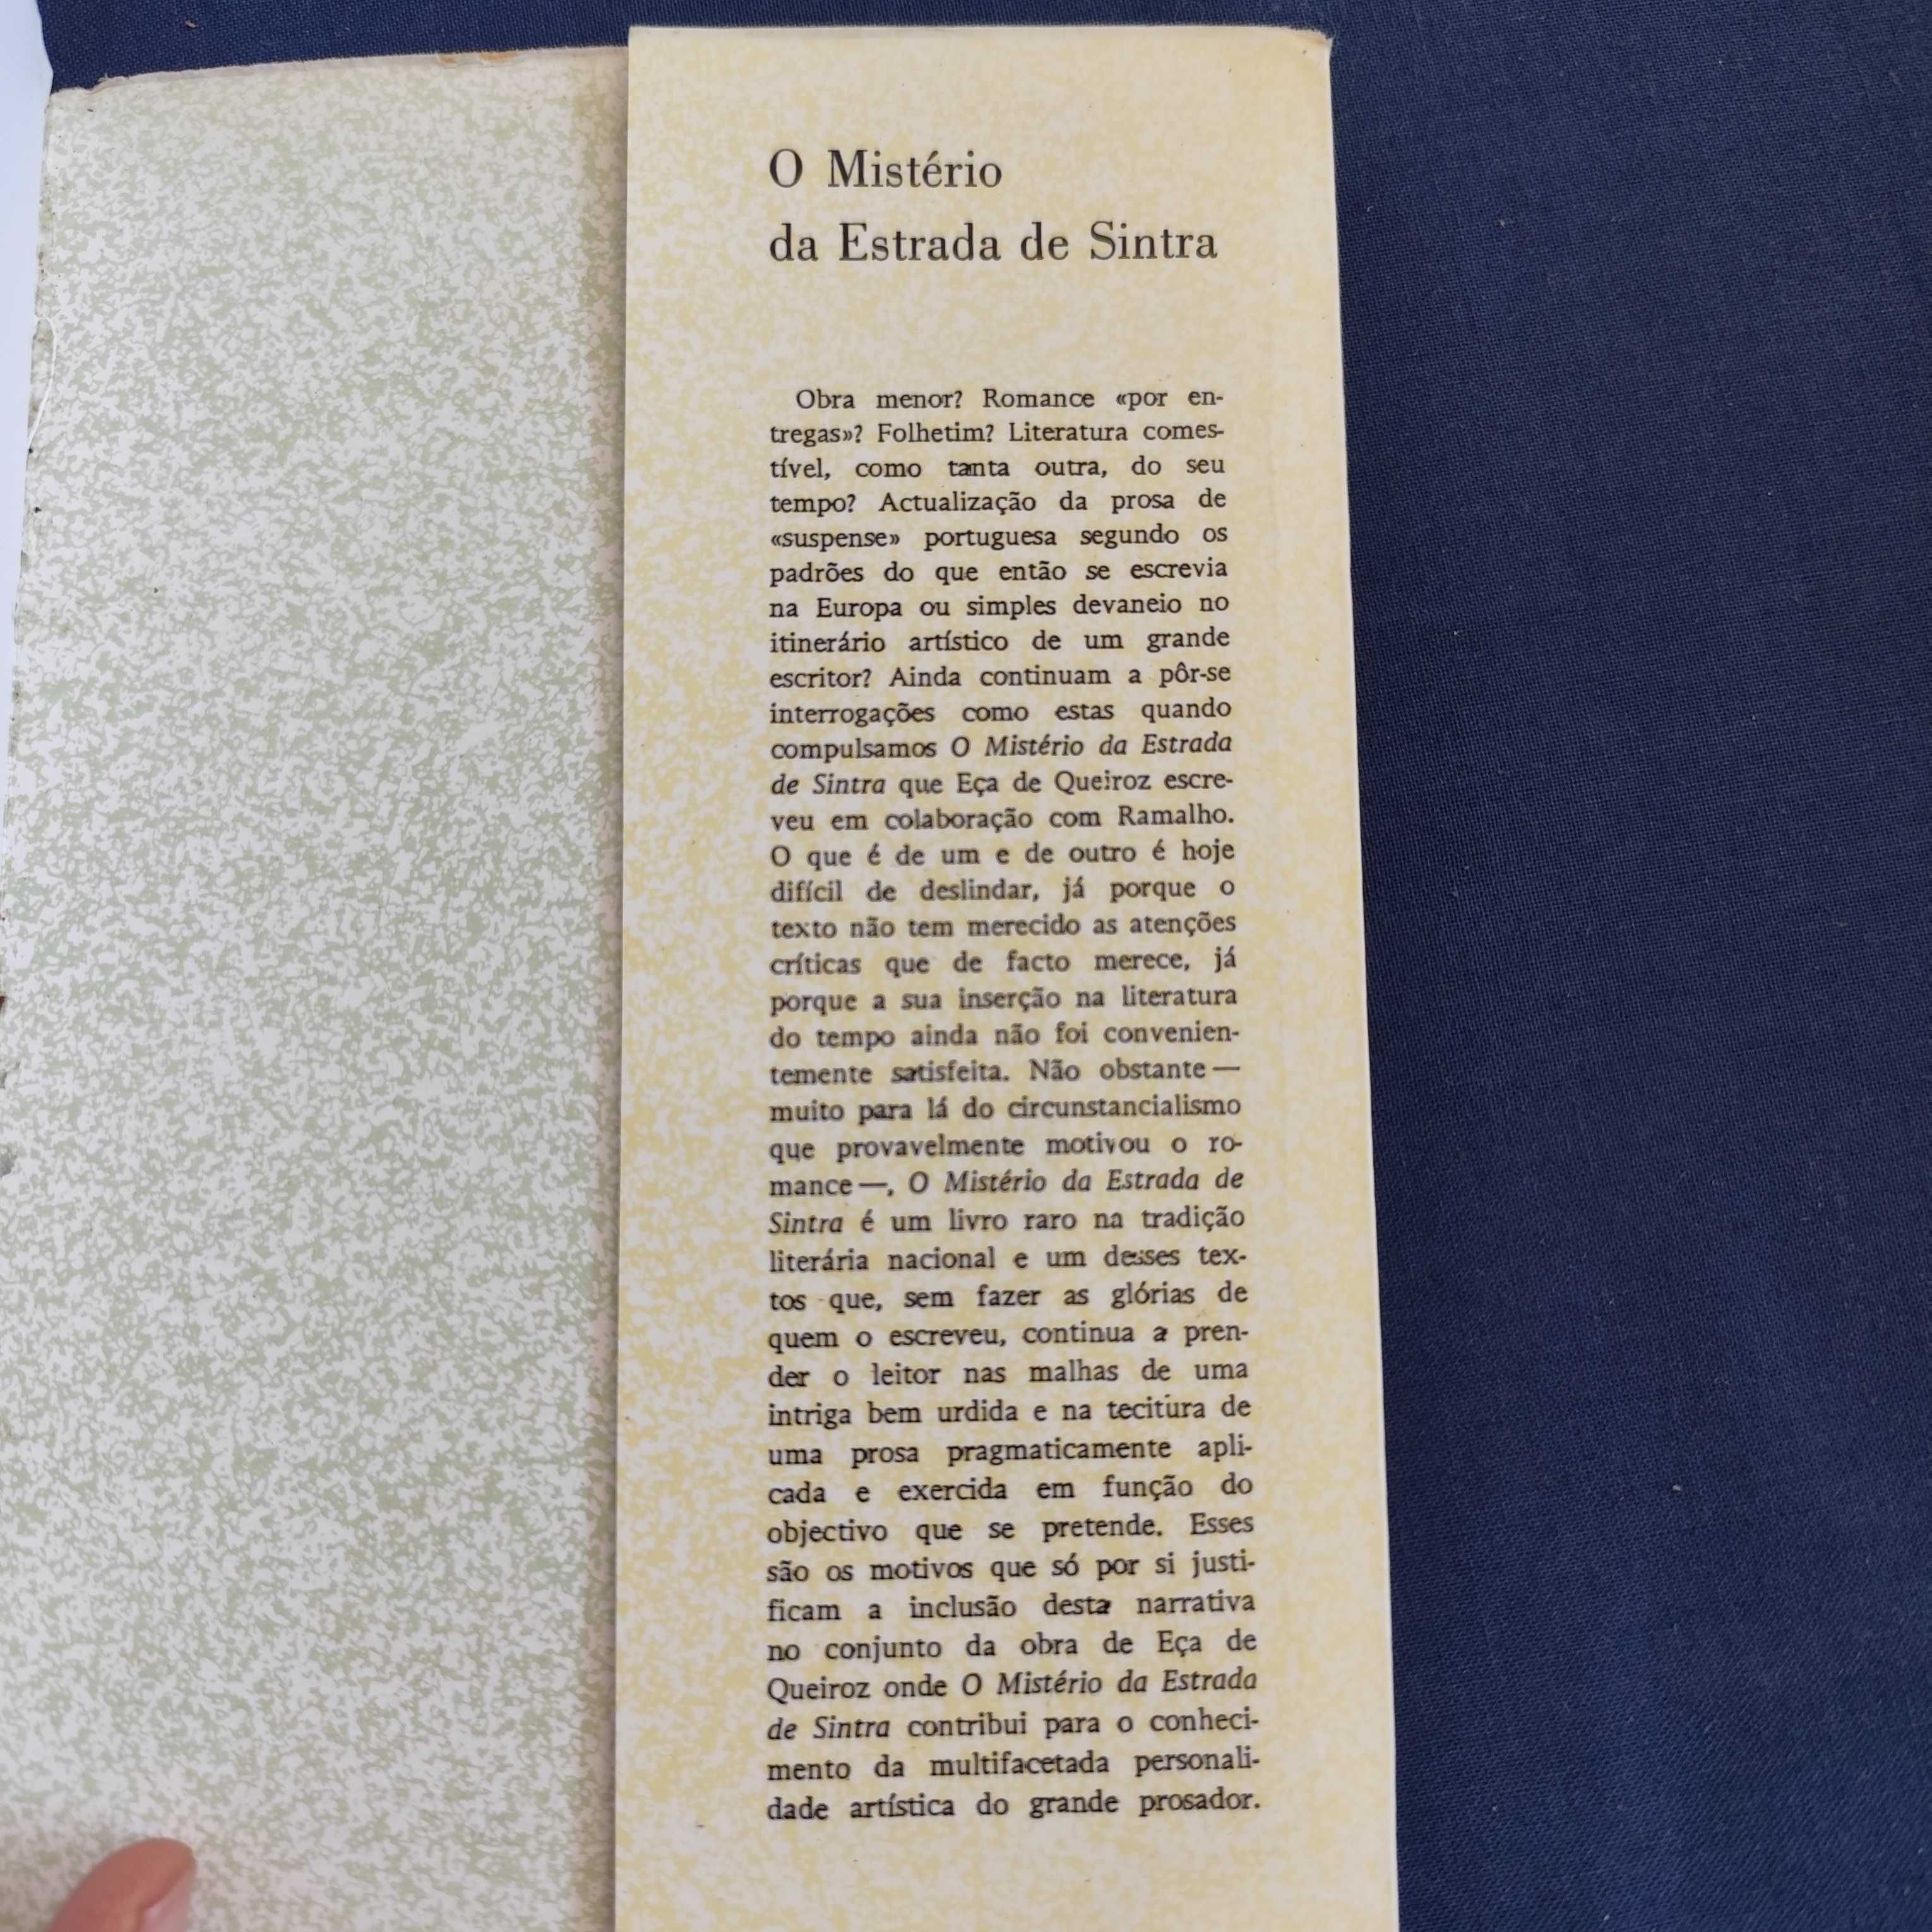 O Mistério
da Estrada de Sintra
Obra menor? Romance «por en-
tregas»? Folhetim? Literatura comes-
tível, como tanta outra, do seu
tempo? Actualização da prosa de
«suspense» portuguesa segundo os
padrões do que então se escrevia
na Europa ou simples devaneio no
itinerário artístico de um grande
escritor? Ainda continuam a pôr-se
interrogações como estas quando
compulsamos O Mistério da Estrada
de Sintra que Eça de Queiroz escre-
veu em colaboração com Ramalho.
O que é de um e de outro é hoje
difícil de deslindar, já porque o
texto não tem merecido as atenções
críticas que de facto merece, já
porque a sua inserção na literatura
do tempo ainda não foi convenien-
temente satisfeita. Não obstante —
muito para lá do circunstancialismo
que provavelmente motivou o ro-
mance —, O Mistério da Estrada de
Sintra é um livro raro na tradição
literária nacional e um desses tex-
tos que, sem fazer as glórias de
quem o escreveu, continua a pren-
der o leitor nas malhas de uma
intriga bem urdida e na tecitura de
uma prosa pragmaticamente apli-
cada e exercida em função do
objectivo que se pretende. Esses
são os motivos que só por si justi-
ficam a inclusão desta narrativa
no conjunto da obra de Eça de
Queiroz onde O Mistério da Estrada
de Sintra contribui para o conheci-
mento da multifacetada personali-
dade artística do grande prosador.